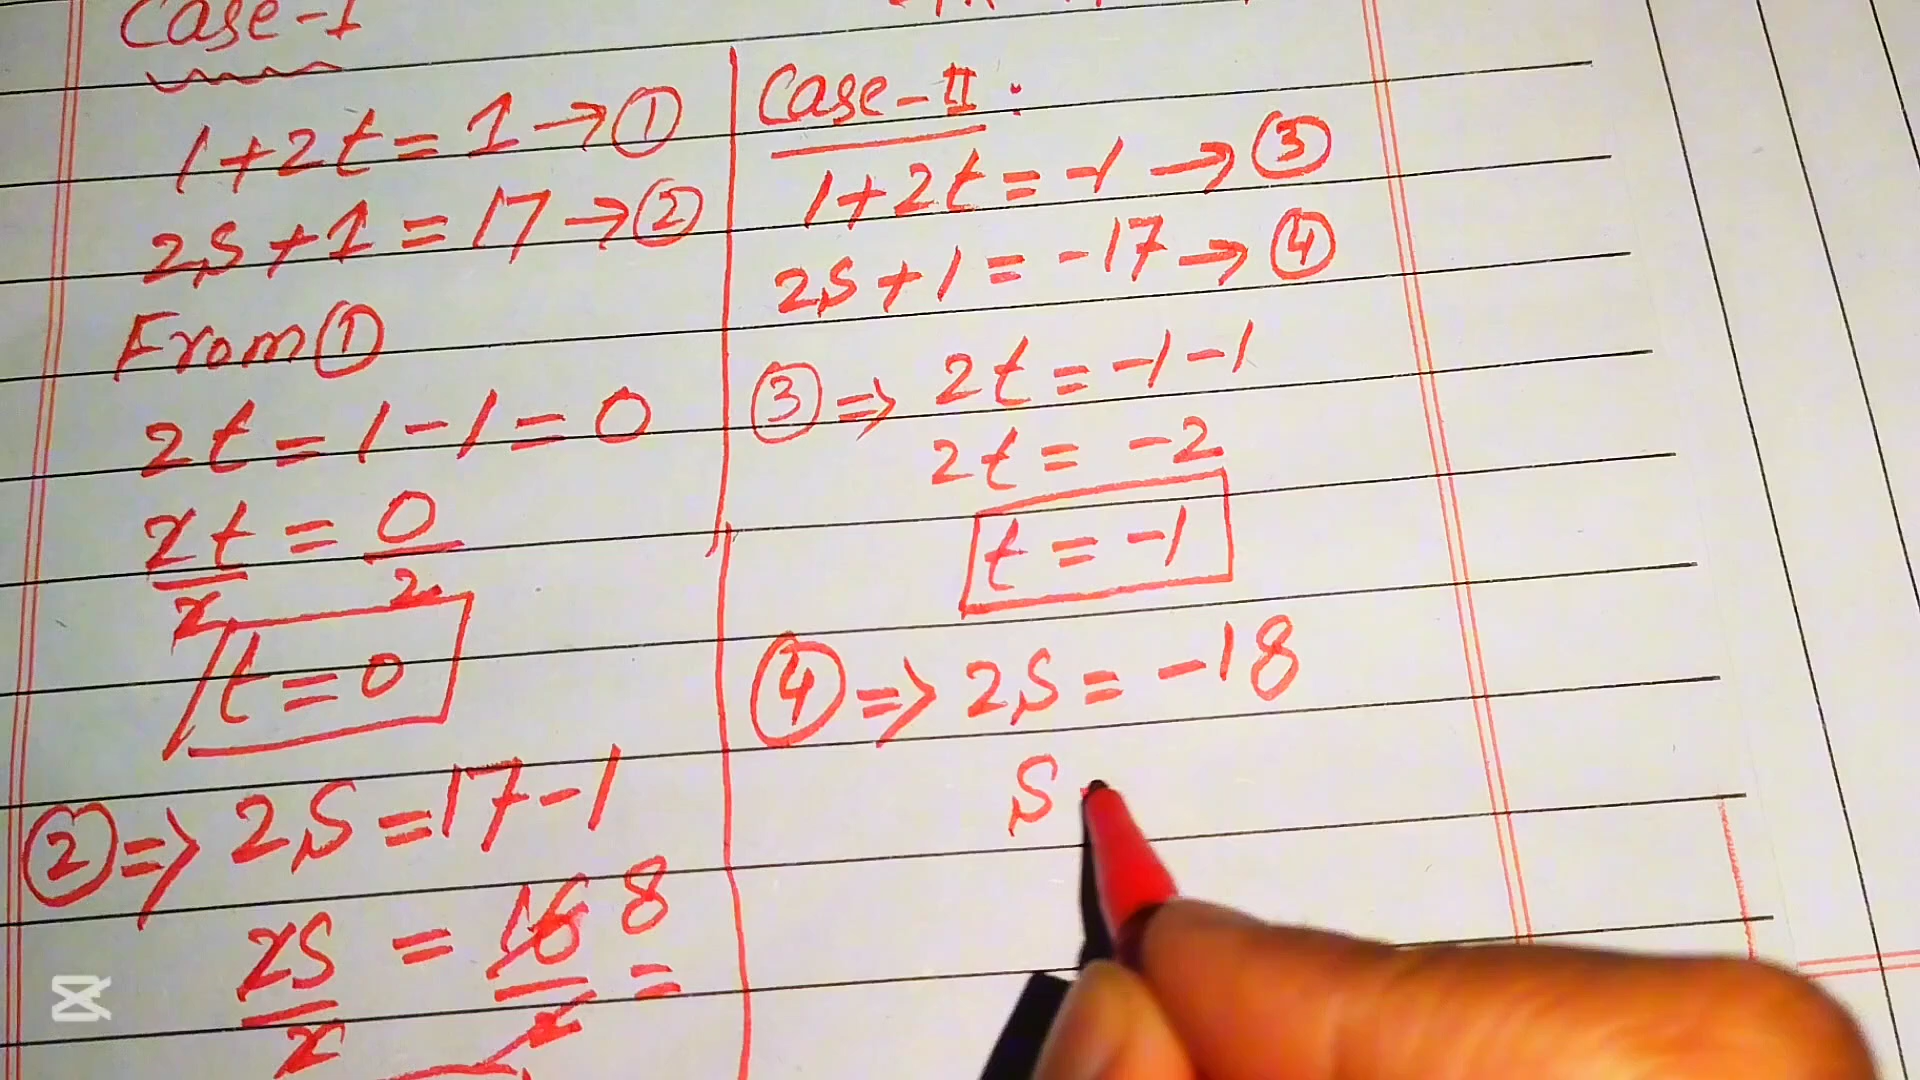 Case-I
1+2t=1→①
2s+1=17→②
From①
2t=1-1=0
2t/2=0/2
t=0
②⇒2s=17-1
2s/2=16/2=8
Case-II:
1+2t=-1→③
2s+1=-17→④
③⇒2t=-1-1
2t=-2
t=-1
④⇒2s=-18
s